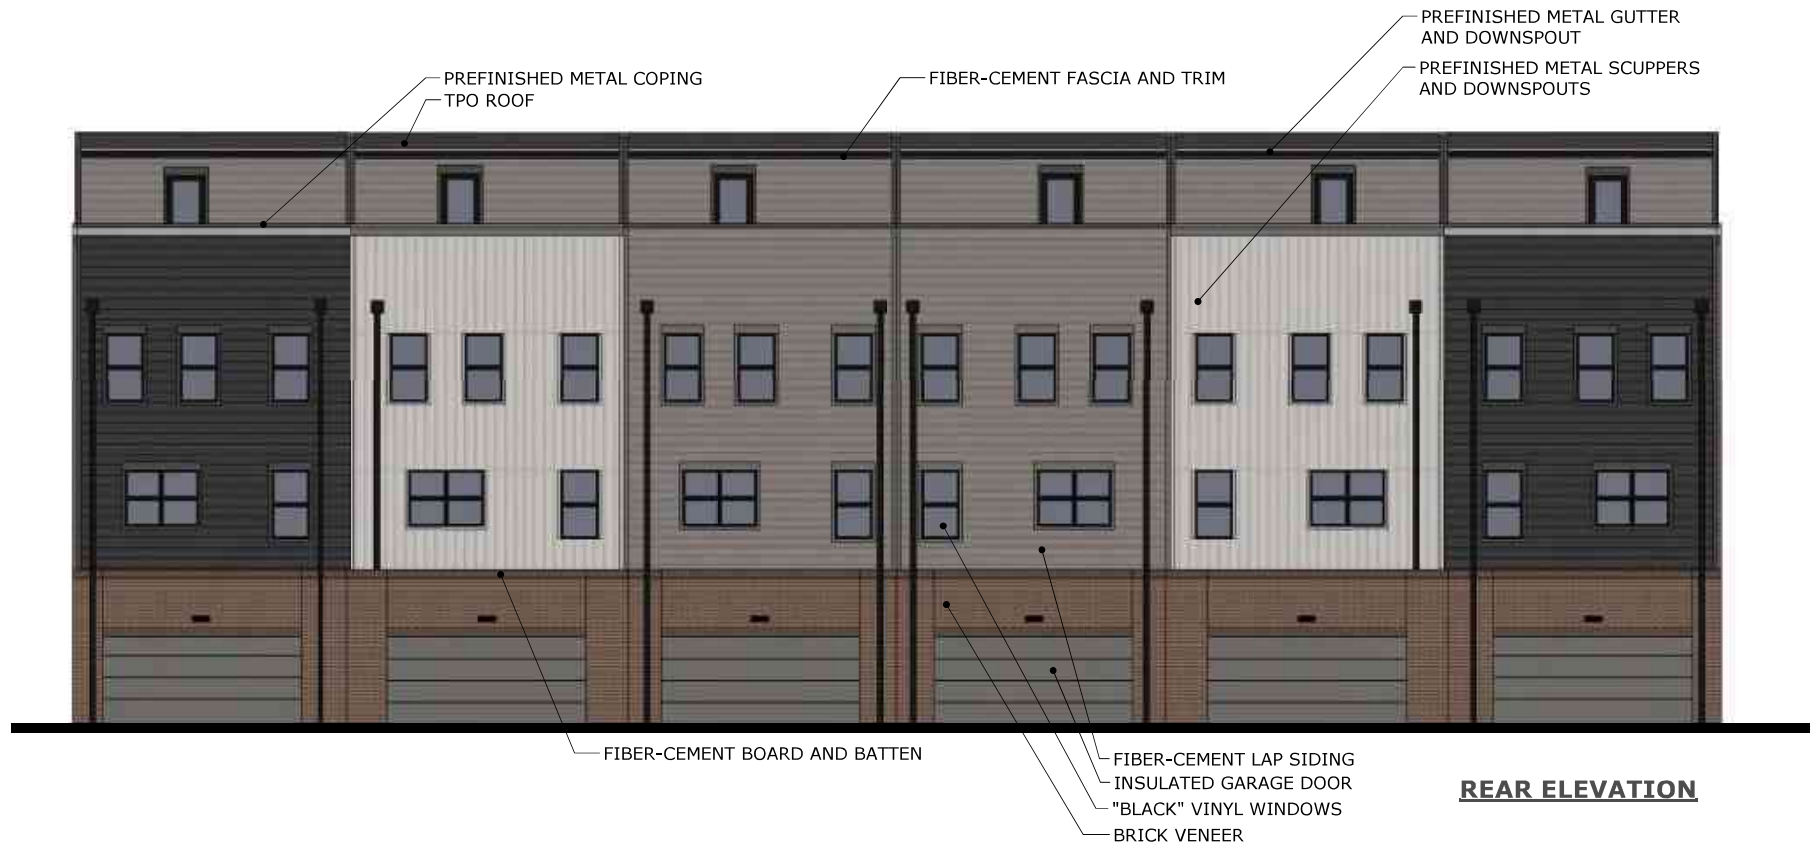 PREFINISHED METAL GUTTER
AND DOWNSPOUT
PREFINISHED METAL SCUPPERS
AND DOWNSPOUTS
PREFINISHED METAL COPING
TPO ROOF
FIBER-CEMENT FASCIA AND TRIM
FIBER-CEMENT BOARD AND BATTEN
FIBER-CEMENT LAP SIDING
INSULATED GARAGE DOOR
"BLACK" VINYL WINDOWS
BRICK VENEER
REAR ELEVATION